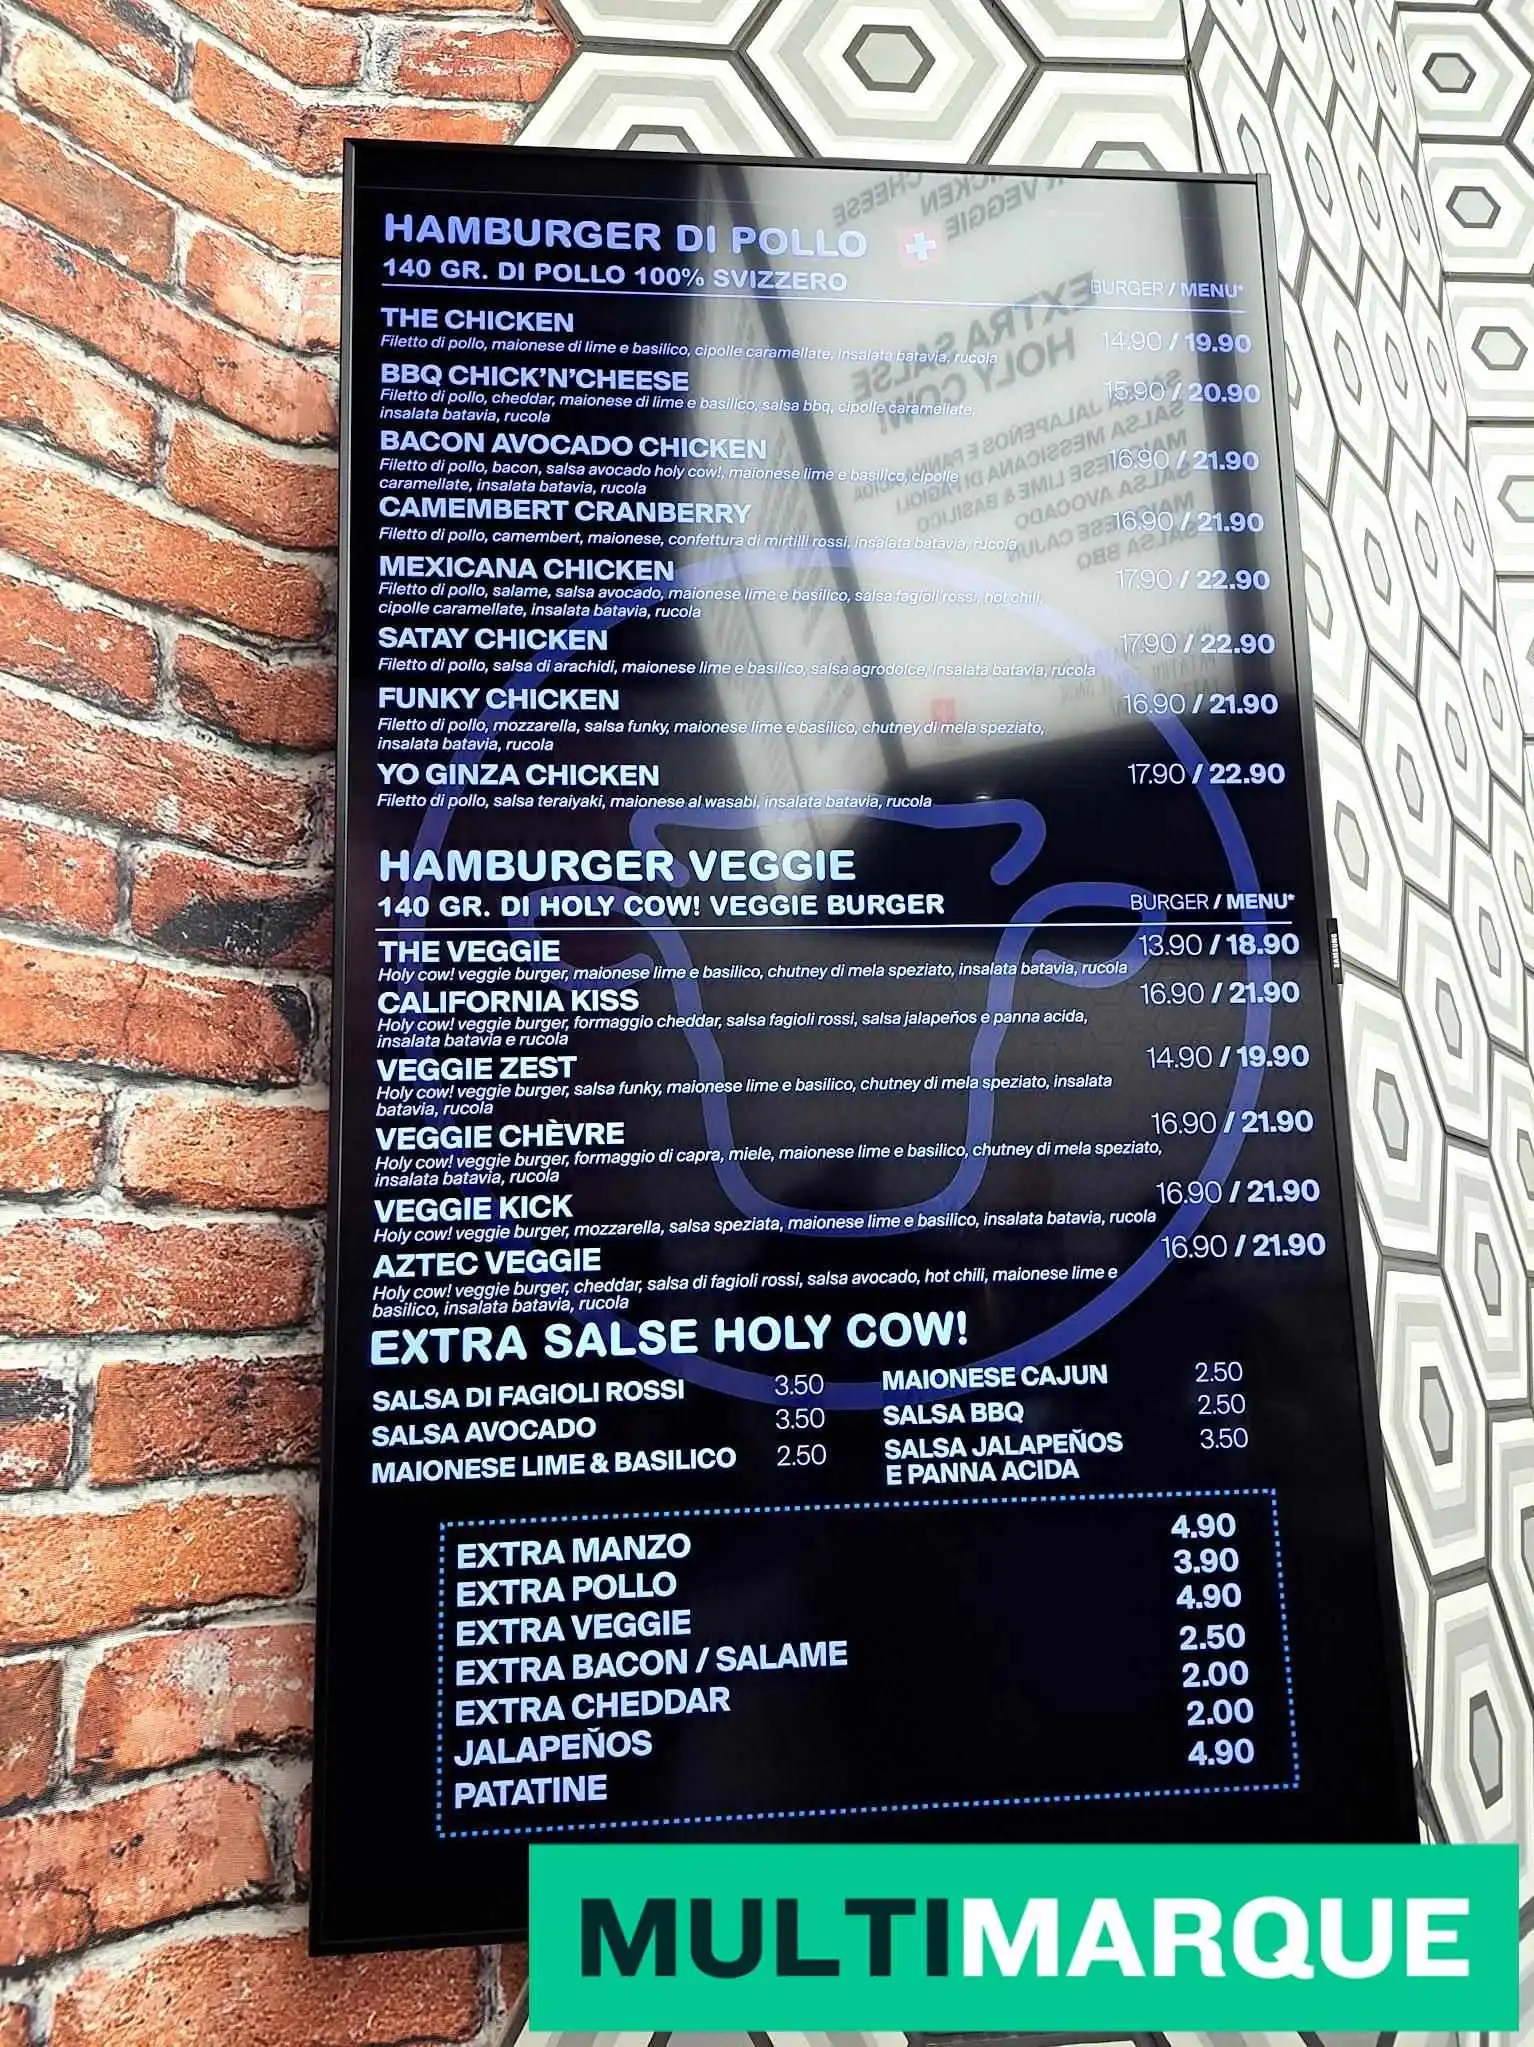 HAMBURGER DI POLLO
140 GR. DI POLLO 100% SVIZZERO
BURGER / MENU*
THE CHICKEN
14.90 / 19.90
Filetto di pollo, maionese di lime e basilico, cipolle caramellate, insalata batavia, rucola
BBQ CHICK'N'CHEESE
15.90 / 20.90
Filetto di pollo, cheddar, maionese di lime e basilico, salsa bbq, cipolle caramellate,
insalata batavia, rucola
BACON AVOCADO CHICKEN
16.90 / 21.90
Filetto di pollo, bacon, salsa avocado holy cow!, maionese lime e basilico, cipolle
caramellate, insalata batavia, rucola
CAMEMBERT CRANBERRY
16.90 / 21.90
Filetto di pollo, camembert, maionese, confettura di mirtilli rossi, insalata batavia, rucola
MEXICANA CHICKEN
17.90 / 22.90
Filetto di pollo, salame, salsa avocado, maionese lime e basilico, salsa fagioli rossi, hot chili,
cipolle caramellate, insalata batavia, rucola
SATAY CHICKEN
17.90 / 22.90
Filetto di pollo, salsa di arachidi, maionese lime e basilico, salsa agrodolce, insalata batavia, rucola
FUNKY CHICKEN
16.90 / 21.90
Filetto di pollo, mozzarella, salsa funky, maionese lime e basilico, chutney di mela speziato,
insalata batavia, rucola
YO GINZA CHICKEN
17.90 / 22.90
Filetto di pollo, salsa teraiyaki, maionese al wasabi, insalata batavia, rucola
HAMBURGER VEGGIE
140 GR. DI HOLY COW! VEGGIE BURGER
BURGER / MENU*
THE VEGGIE
13.90 / 18.90
Holy cow! veggie burger, maionese lime e basilico, chutney di mela speziato, insalata batavia, rucola
CALIFORNIA KISS
16.90 / 21.90
Holy cow! veggie burger, formaggio cheddar, salsa fagioli rossi, salsa jalapeños e panna acida,
insalata batavia e rucola
VEGGIE ZEST
14.90 / 19.90
Holy cow! veggie burger, salsa funky, maionese lime e basilico, chutney di mela speziato, insalata
batavia, rucola
VEGGIE CHÈVRE
16.90 / 21.90
Holy cow! veggie burger, formaggio di capra, miele, maionese lime e basilico, chutney di mela speziato,
insalata batavia, rucola
VEGGIE KICK
16.90 / 21.90
Holy cow! veggie burger, mozzarella, salsa speziata, maionese lime e basilico, insalata batavia, rucola
AZTEC VEGGIE
16.90 / 21.90
Holy cow! veggie burger, cheddar, salsa di fagioli rossi, salsa avocado, hot chili, maionese lime e
basilico, insalata batavia, rucola
EXTRA SALSE HOLY COW!
SALSA DI FAGIOLI ROSSI 3.50
SALSA AVOCADO 3.50
MAIONESE LIME & BASILICO 2.50
MAIONESE CAJUN 2.50
SALSA BBQ 2.50
SALSA JALAPEÑOS 3.50
E PANNA ACIDA
EXTRA MANZO 4.90
EXTRA POLLO 3.90
EXTRA VEGGIE 4.90
EXTRA BACON / SALAME 2.50
EXTRA CHEDDAR 2.00
JALAPEÑOS 2.00
PATATINE 4.90
SAMSUNG
MULTIMARQUE